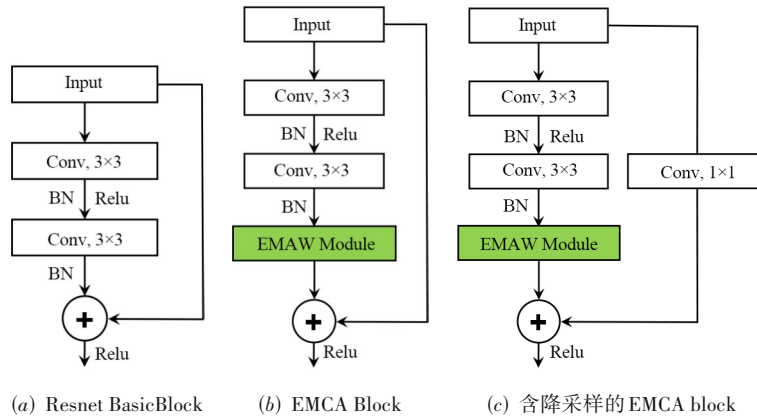 Input
Conv, 3×3
BN Relu
Conv, 3×3
BN
+
Relu
(a) Resnet BasicBlock
Input
Conv, 3×3
BN Relu
Conv, 3×3
BN
EMAW Module
+
Relu
(b) EMCA Block
Input
Conv, 3×3
BN Relu
Conv, 3×3
Conv, 1×1
BN
EMAW Module
+
Relu
(c) 含降采样的EMCA block